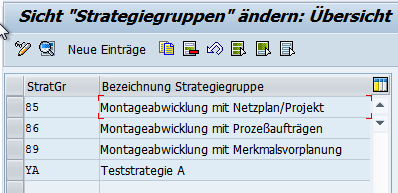 Sicht "Strategiegruppen" ändern: Übersicht
Neue Einträge
StratGr Bezeichnung Strategiegruppe
85 Montageabwicklung mit Netzplan/Projekt
86 Montageabwicklung mit Prozeßaufträgen
89 Montageabwicklung mit Merkmalsvorplanung
YA Teststrategie A